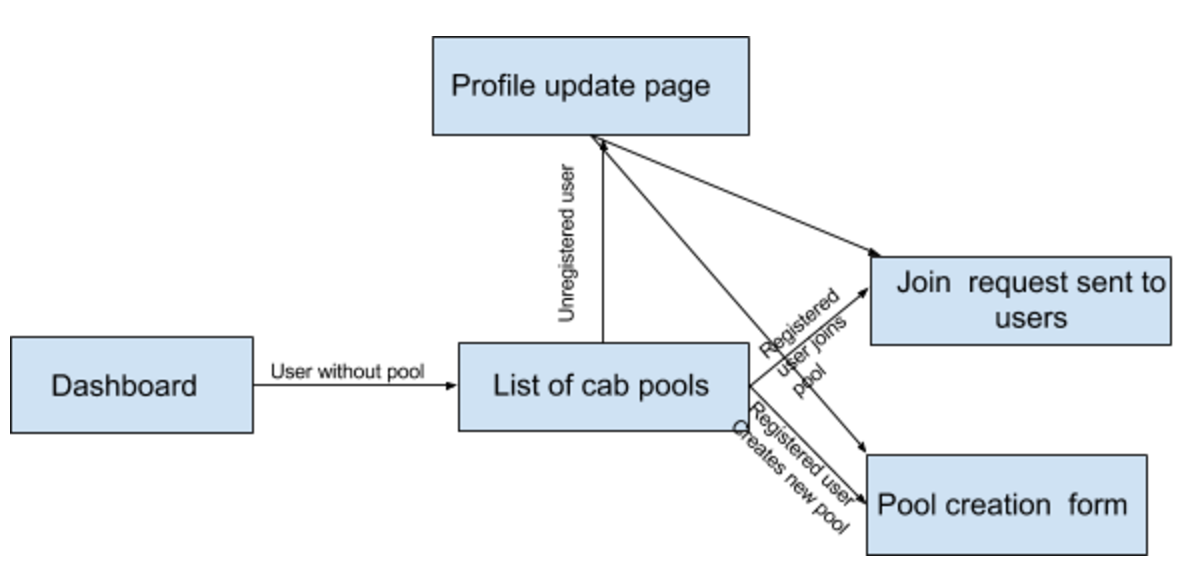 Profile update page
Unregistered user
Join request sent to
users
Registered
user joins
pool
User without pool
Dashboard
List of cab pools
Registered user
Creates new pool
Pool creation form